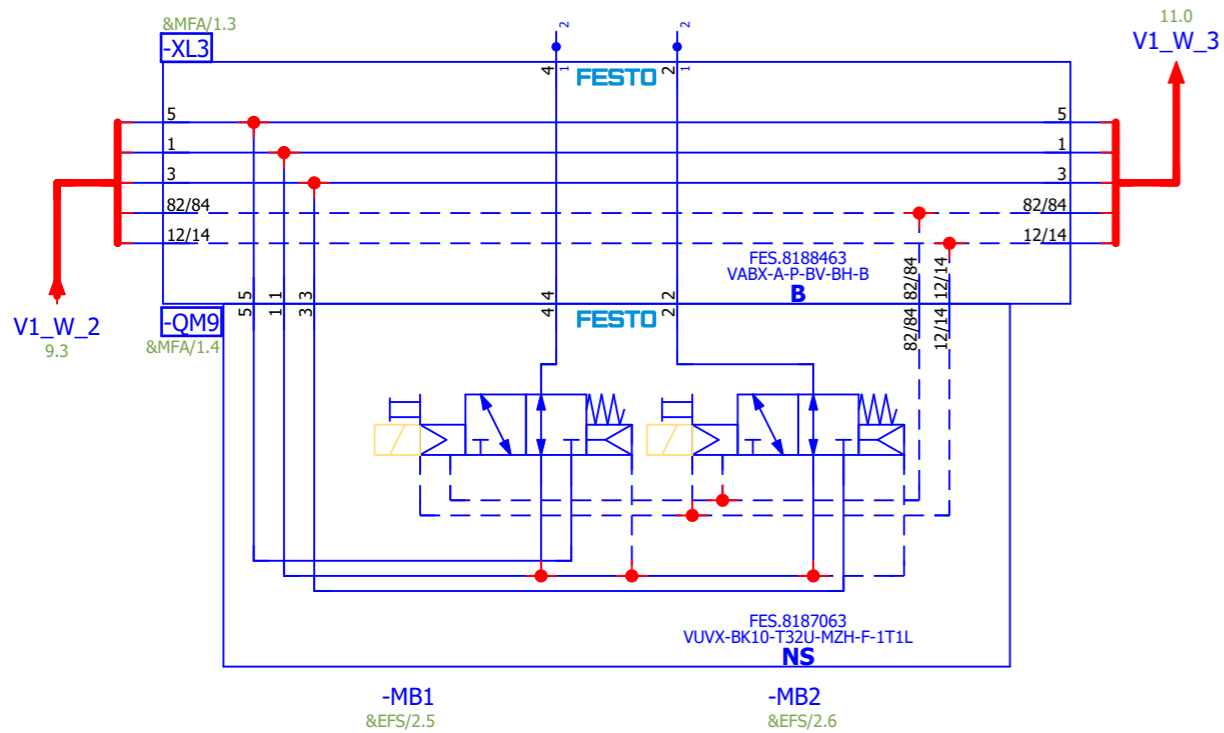 &MFA/1.3
-XL3
2
2
1
1
4
2
FESTO
11.0
V1_W_3
5
5
1
1
3
3
82/84
82/84
12/14
12/14
FES.8188463
VABX-A-P-BV-BH-B
B
5
1
3
4
2
82/84
12/14
V1_W_2
9.3
-QM9
&MFA/1.4
5
1
3
4
2
82/84
12/14
FESTO
FES.8187063
VUVX-BK10-T32U-MZH-F-1T1L
NS
-MB1
&EFS/2.5
-MB2
&EFS/2.6